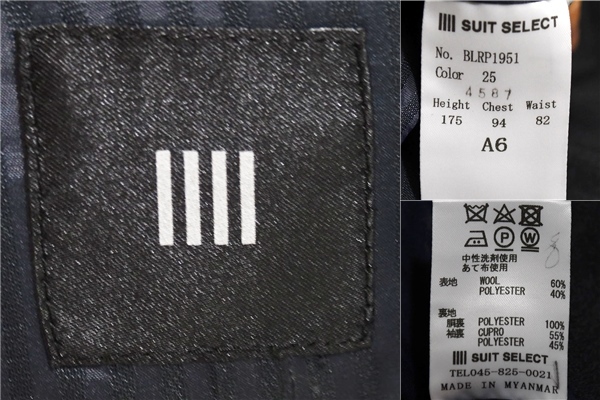 SUIT SELECT
No. BLRP1951
Color 25
4587
Height Chest Waist
175 94 82
A6
P W
中性洗剤使用
あて布使用
表地 WOOL 60%
POLYESTER 40%
裏地
胴裏 POLYESTER 100%
袖裏 CUPRO 55%
POLYESTER 45%
SUIT SELECT
TEL045-825-0021
MADE IN MYANMAR